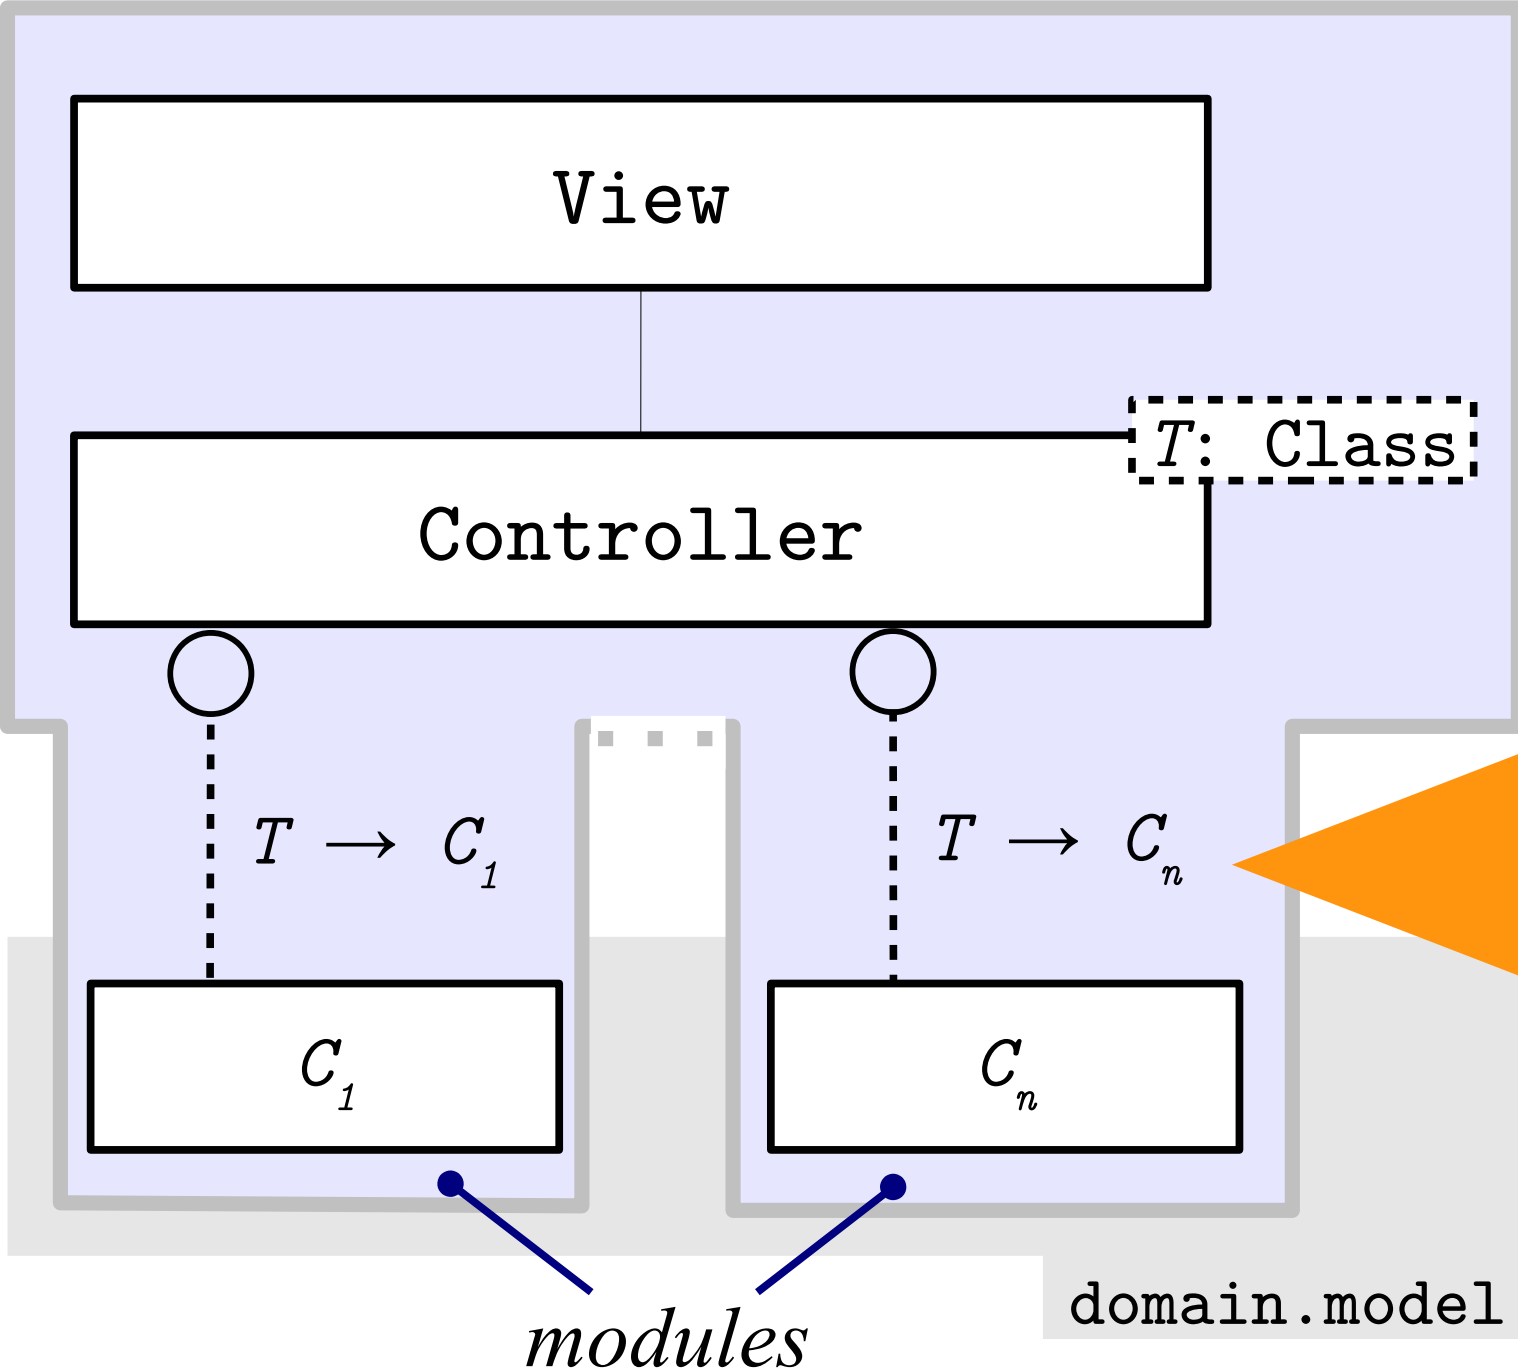 View
T: Class
Controller
T → C₁
T → Cₙ
C₁
Cₙ
domain.model
modules